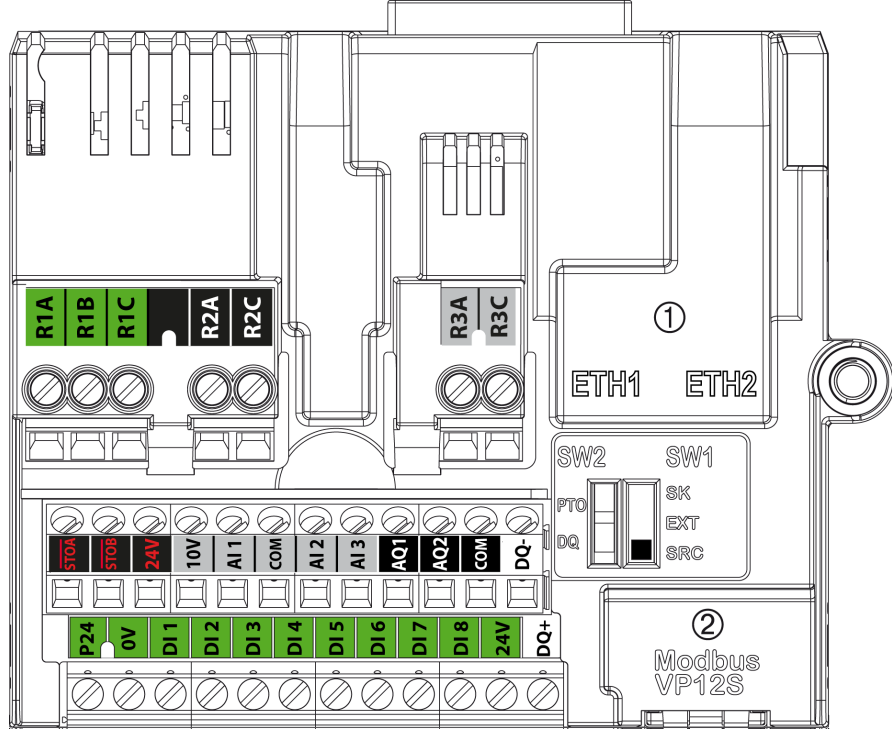 R1A R1B R1C R2A R2C
R3A R3C
①
ETH1 ETH2
SW2 SW1
PTO
DQ
SK
EXT
SRC
STOA STOB 24V 10V AI1 COM AI2 AI3 AQ1 AQ2 COM DQ-
P24 0V DI1 DI2 DI3 DI4 DI5 DI6 DI7 DI8 24V DQ+
②
Modbus
VP12S